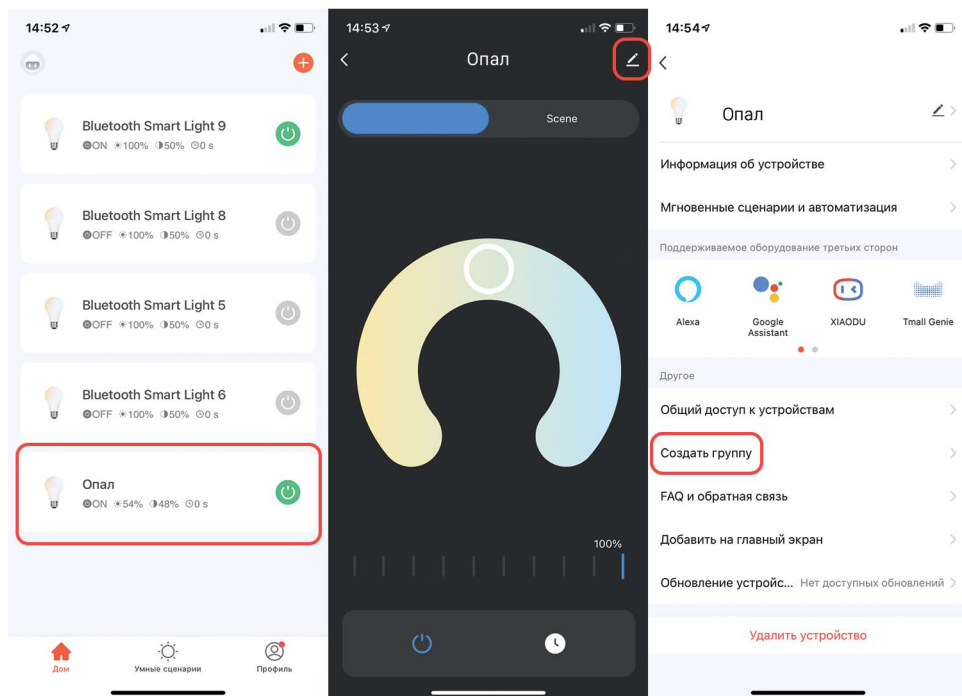 14:52
Bluetooth Smart Light 9
ON 100% 50% 0 s
Bluetooth Smart Light 8
OFF 100% 50% 0 s
Bluetooth Smart Light 5
OFF 100% 50% 0 s
Bluetooth Smart Light 6
OFF 100% 50% 0 s
Опал
ON 54% 48% 0 s
Дом
Умные сценарии
Профиль
14:53
Опал
Scene
100%
14:54
Опал
Информация об устройстве
Мгновенные сценарии и автоматизация
Поддерживаемое оборудование третьих сторон
Alexa
Google
Assistant
XIAODU
Tmall Genie
Другое
Общий доступ к устройствам
Создать группу
FAQ и обратная связь
Добавить на главный экран
Обновление устройс... Нет доступных обновлений
Удалить устройство